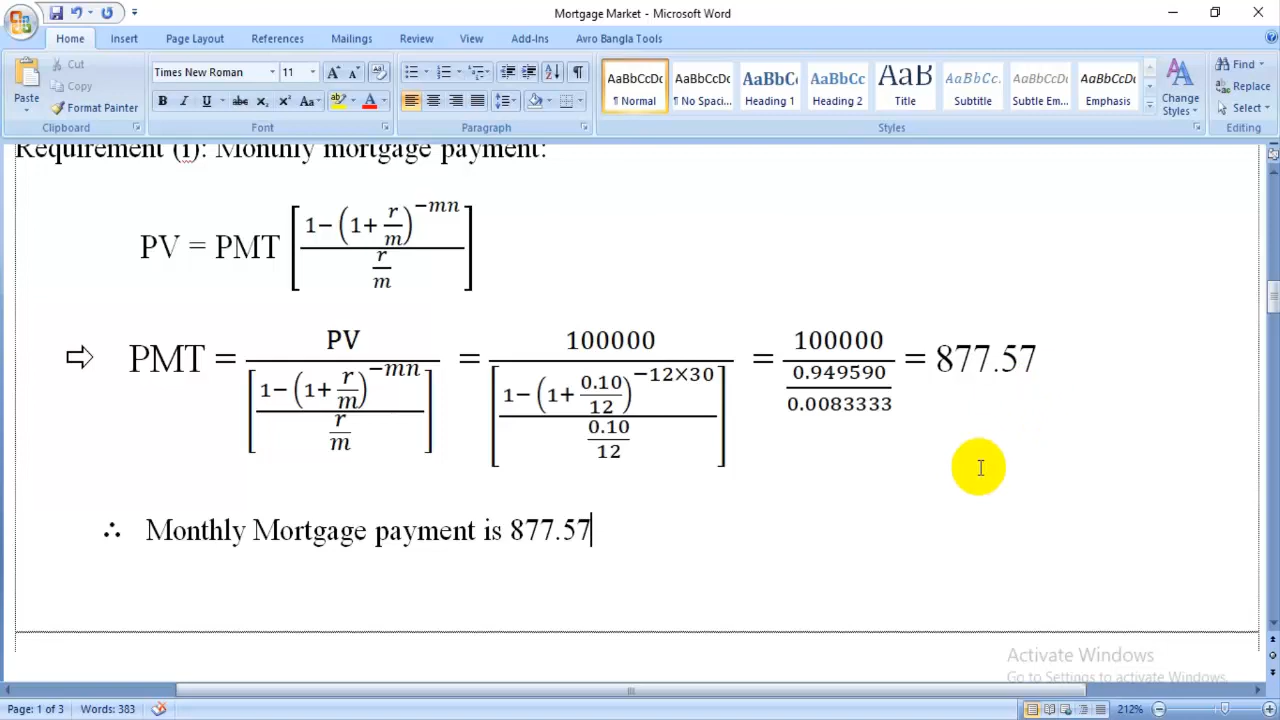 Mortgage Market - Microsoft Word
Home Insert Page Layout References Mailings Review View Add-Ins Avro Bangla Tools
Paste
Cut
Copy
Format Painter
Clipboard
Times New Roman 11
B I U abc x₂ x² Aa
Font
Paragraph
AaBbCcDc AaBbCcDc AaBbCc AaBbCc AaB AaBbCc. AaBbCcDc AaBbCcDc
¶ Normal ¶ No Spaci... Heading 1 Heading 2 Title Subtitle Subtle Em... Emphasis
Styles
Change Styles
Find
Replace
Select
Editing
Requirement (i): Monthly mortgage payment:
PV = PMT [(1−(1+r/m)^−mn)/(r/m)]
⇨ PMT = PV/[(1−(1+r/m)^−mn)/(r/m)] = 100000/[(1−(1+0.10/12)^−12×30)/(0.10/12)] = 100000/(0.949590/0.0083333) = 877.57
∴ Monthly Mortgage payment is 877.57
Activate Windows
Go to Settings to activate Windows.
Page: 1 of 3 Words: 383 212%